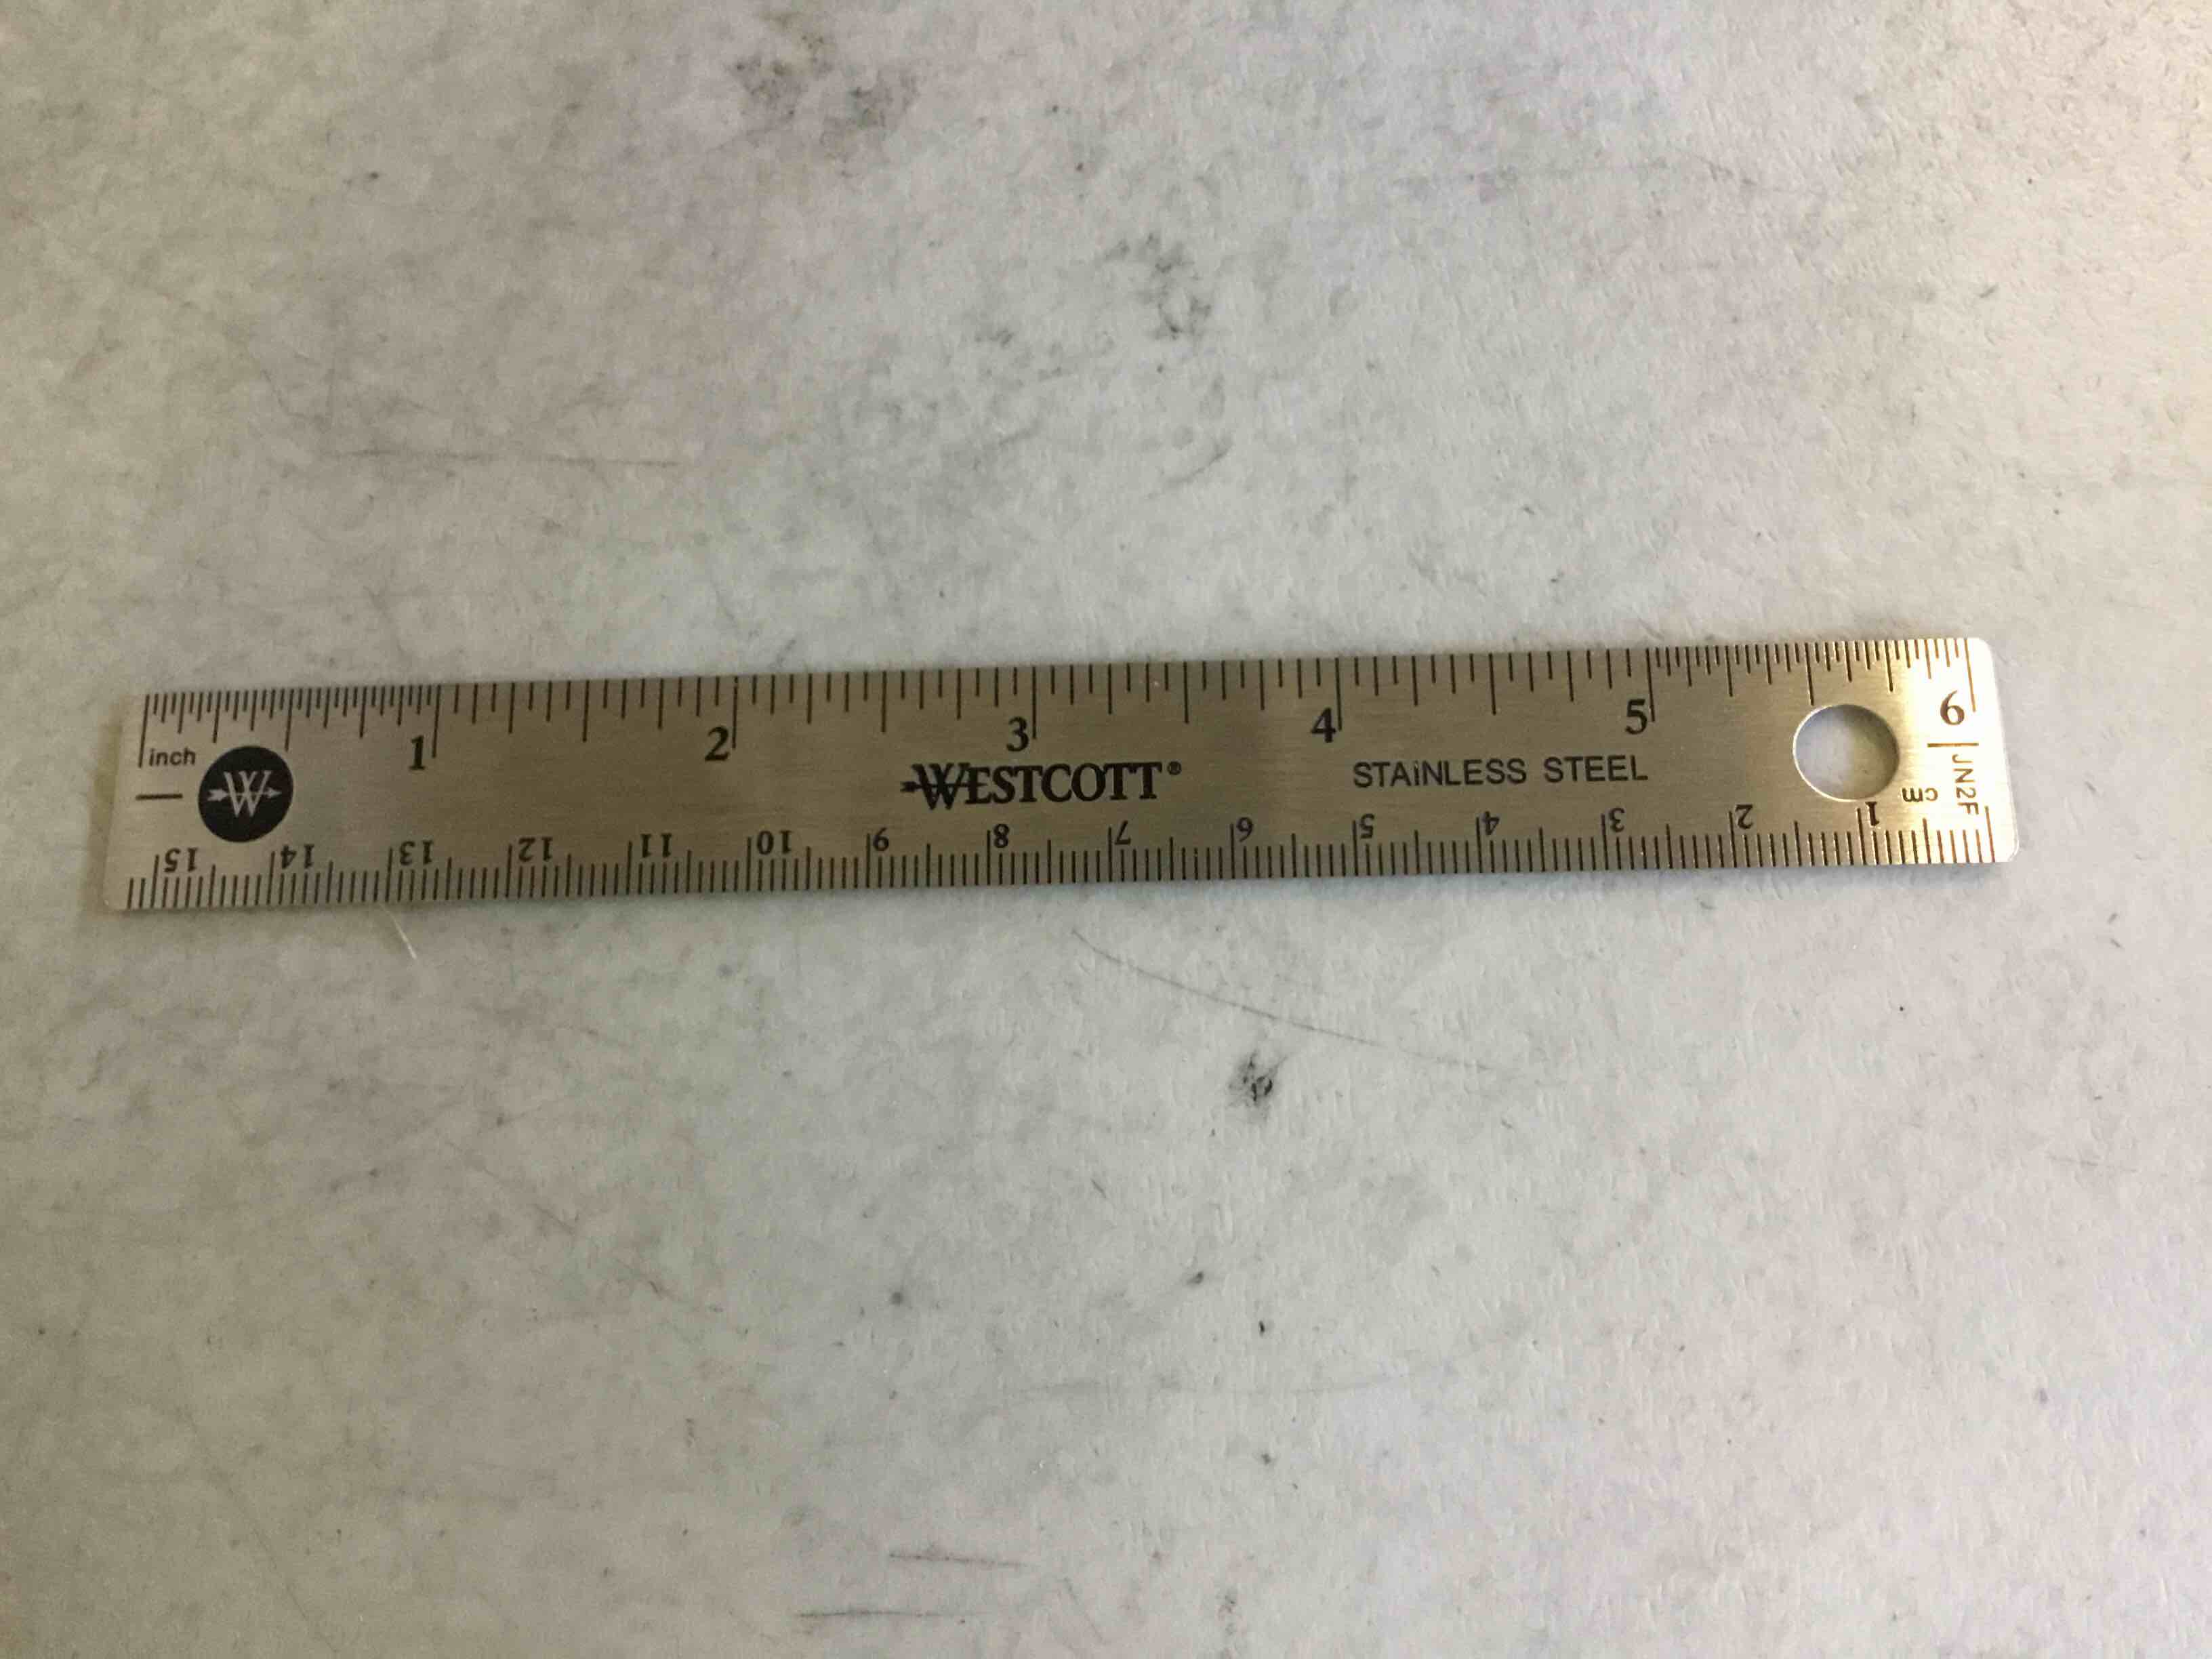 1 2 3 4 5 6
inch
W
WESTCOTT®
STAINLESS STEEL
JN2F
cm
15 14 13 12 11 10 9 8 7 6 5 4 3 2 1